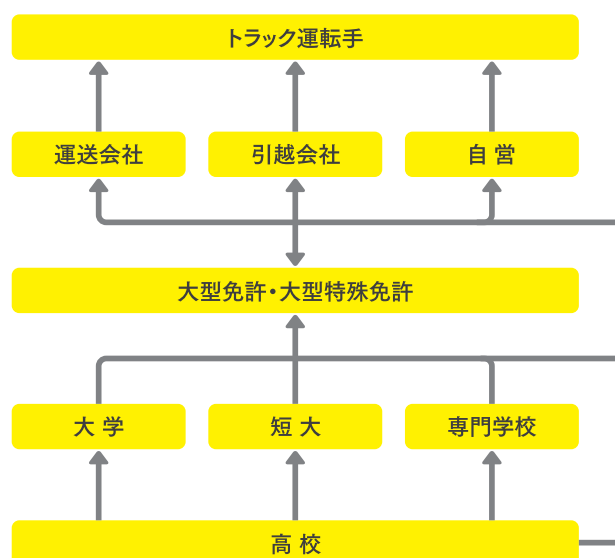 トラック運転手
運送会社
引越会社
自営
大型免許・大型特殊免許
大学
短大
専門学校
高校